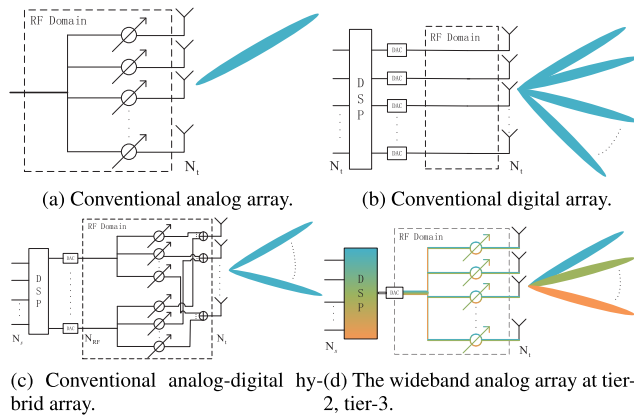 RF Domain
N_t
(a) Conventional analog array.
RF Domain
DAC
DAC
DSP
DAC
DAC
N_t
N_t
(b) Conventional digital array.
RF Domain
DSP
DAC
DAC
N_s
N_RF
N_t
(c) Conventional analog-digital hy-
brid array.
RF Domain
DSP
DAC
N_s
N_t
(d) The wideband analog array at tier-
2, tier-3.